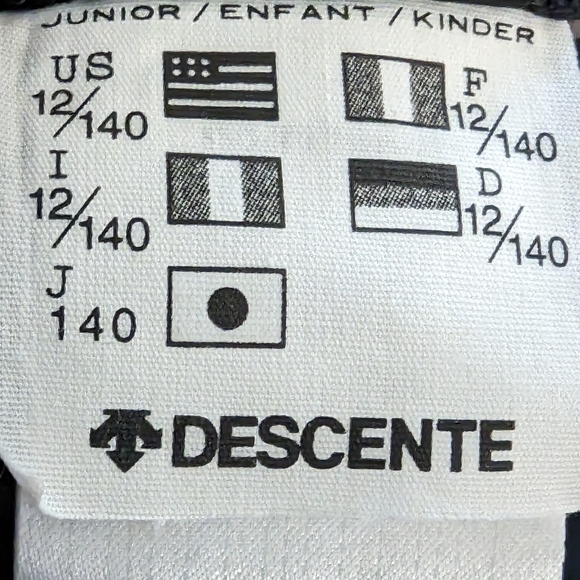 JUNIOR / ENFANT / KINDER
US 12/140
F 12/140
I 12/140
D 12/140
J 140
DESCENTE